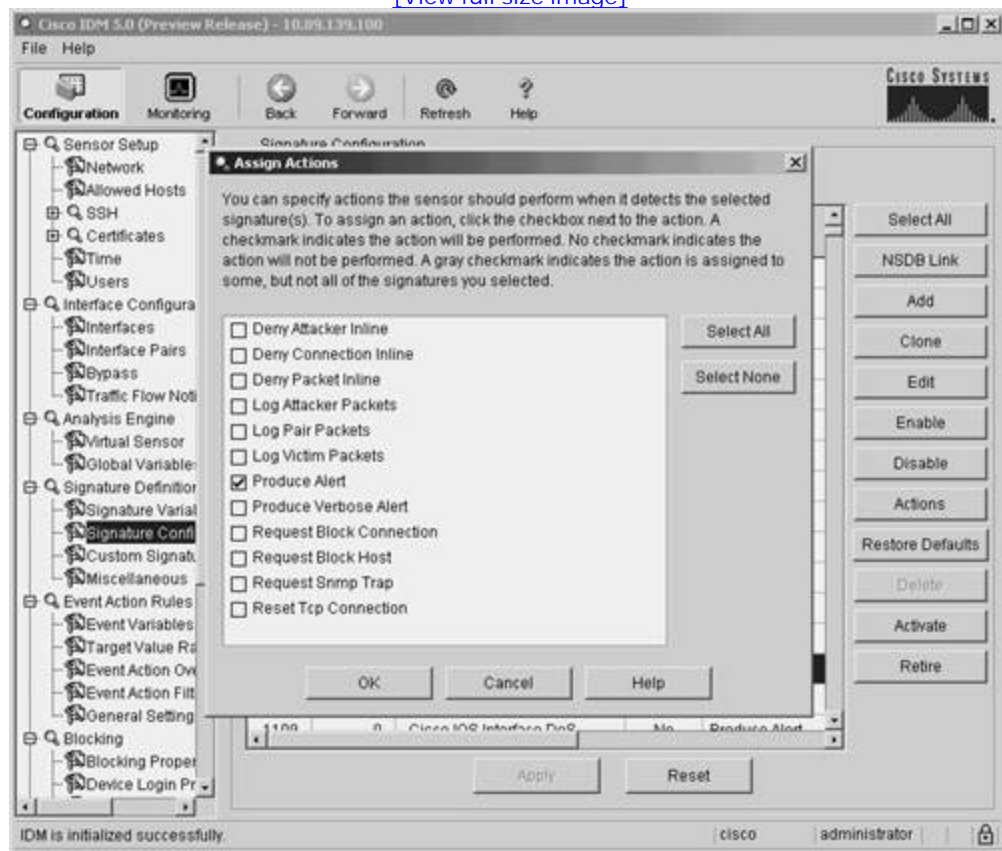 [View full size image]
Cisco IDM 5.0 (Preview Release) - 10.89.139.100
File Help
Configuration Monitoring Back Forward Refresh Help
CISCO SYSTEMS
Sensor Setup
Network
Allowed Hosts
SSH
Certificates
Time
Users
Interface Configura
Interfaces
Interface Pairs
Bypass
Traffic Flow Noti
Analysis Engine
Virtual Sensor
Global Variable
Signature Definition
Signature Varial
Signature Confi
Custom Signat
Miscellaneous
Event Action Rules
Event Variables
Target Value Ra
Event Action Ove
Event Action Filt
General Setting
Blocking
Blocking Proper
Device Login Pr
Signature Configuration
Assign Actions
You can specify actions the sensor should perform when it detects the selected
signature(s). To assign an action, click the checkbox next to the action. A
checkmark indicates the action will be performed. No checkmark indicates the
action will not be performed. A gray checkmark indicates the action is assigned to
some, but not all of the signatures you selected.
Deny Attacker Inline
Deny Connection Inline
Deny Packet Inline
Log Attacker Packets
Log Pair Packets
Log Victim Packets
Produce Alert
Produce Verbose Alert
Request Block Connection
Request Block Host
Request Snmp Trap
Reset Tcp Connection
Select All
Select None
OK Cancel Help
1109 0 Cisco IOS Interface DoS No Produce Alert
Apply Reset
Select All
NSDB Link
Add
Clone
Edit
Enable
Disable
Actions
Restore Defaults
Delete
Activate
Retire
IDM is initialized successfully. cisco administrator